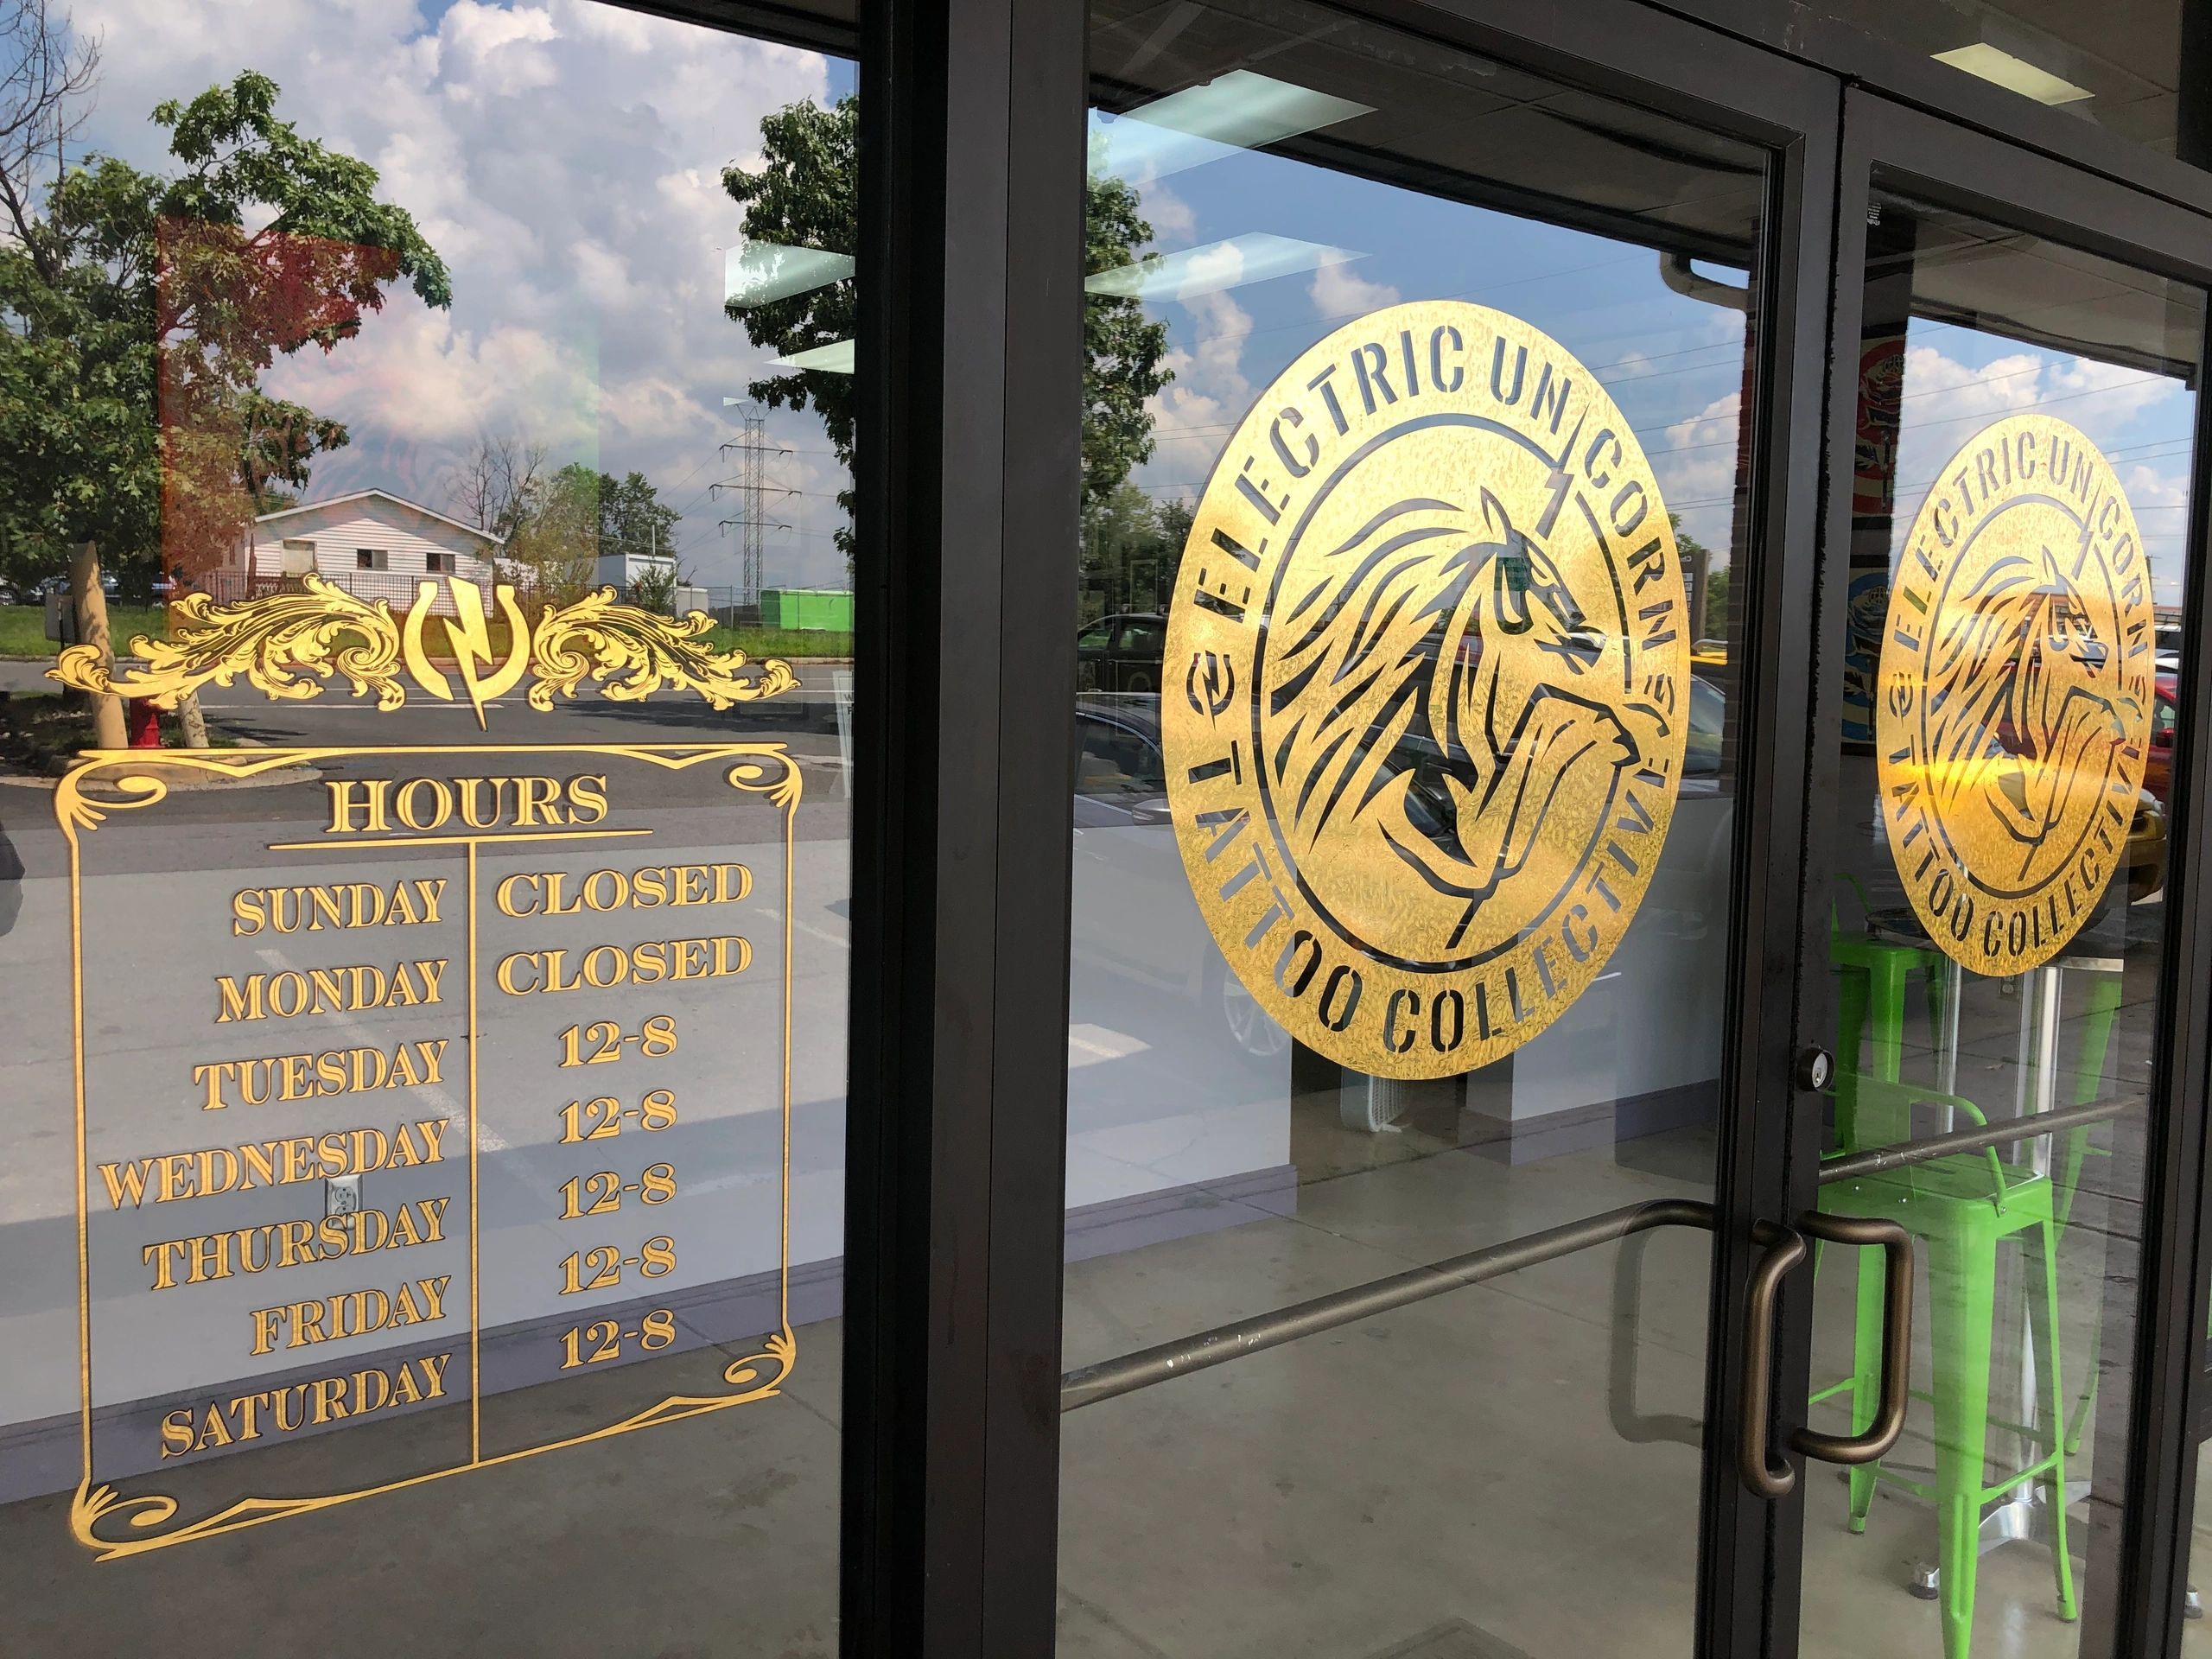 HOURS
SUNDAY CLOSED
MONDAY CLOSED
TUESDAY 12-8
WEDNESDAY 12-8
THURSDAY 12-8
FRIDAY 12-8
SATURDAY 12-8
ELECTRIC UNICORN
TATTOO COLLECTIVE
ELECTRIC UNICORN
TATTOO COLLECTIVE